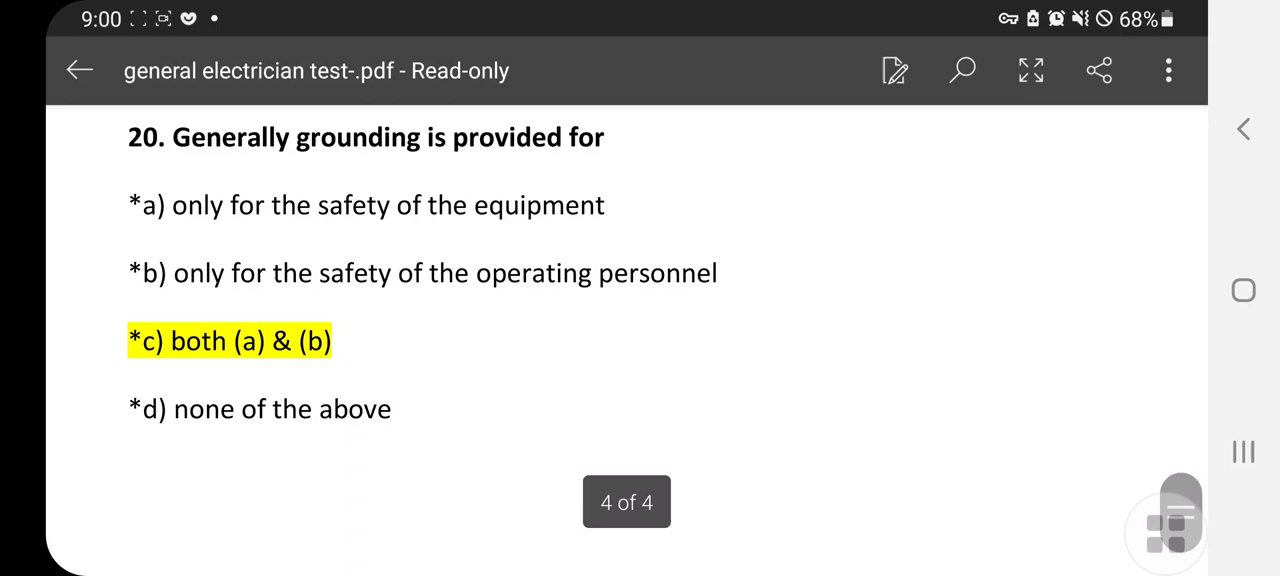 9:00
68%
general electrician test-.pdf - Read-only
20. Generally grounding is provided for
*a) only for the safety of the equipment
*b) only for the safety of the operating personnel
*c) both (a) & (b)
*d) none of the above
4 of 4